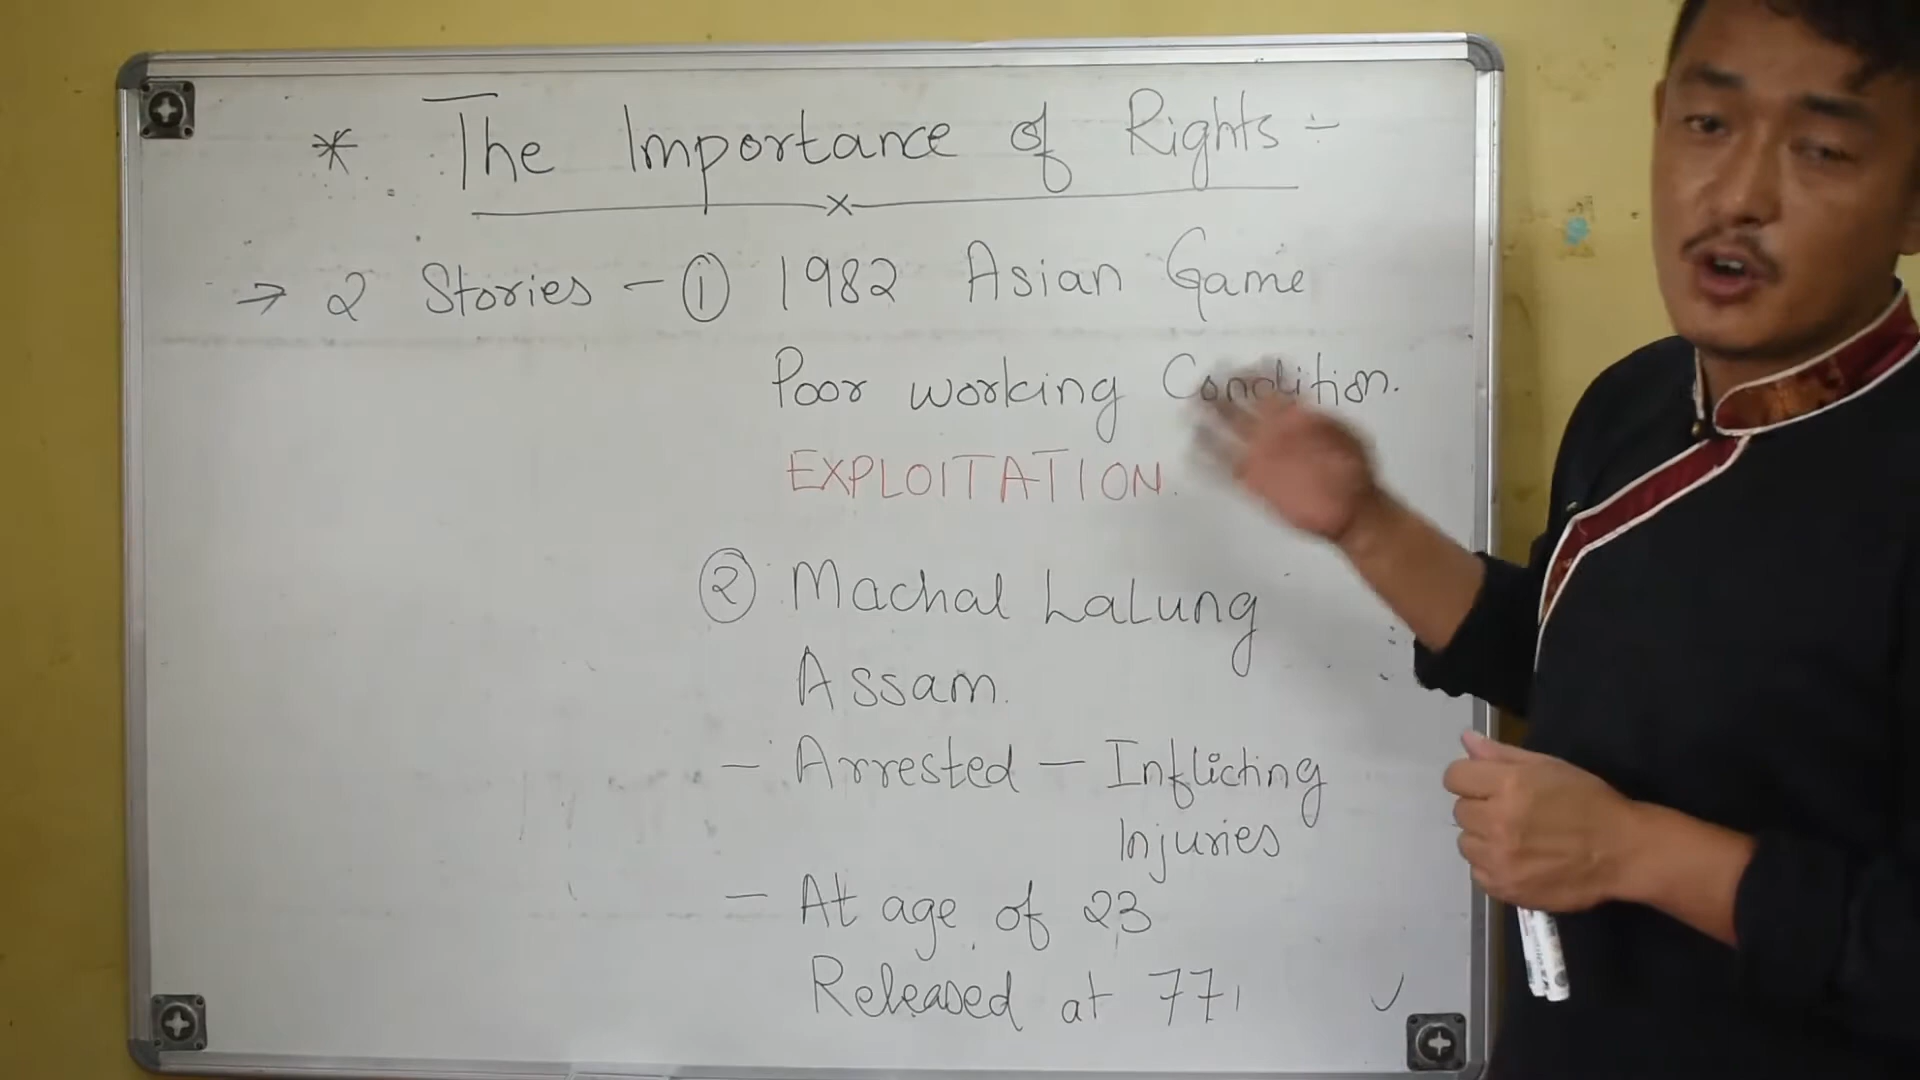 * The Importance of Rights :-
→ 2 Stories - ① 1982 Asian Game
Poor working Condition.
EXPLOITATION.
② Machal LaLung
Assam.
- Arrested - Inflicting
Injuries
- At age of 23
Released at 77,